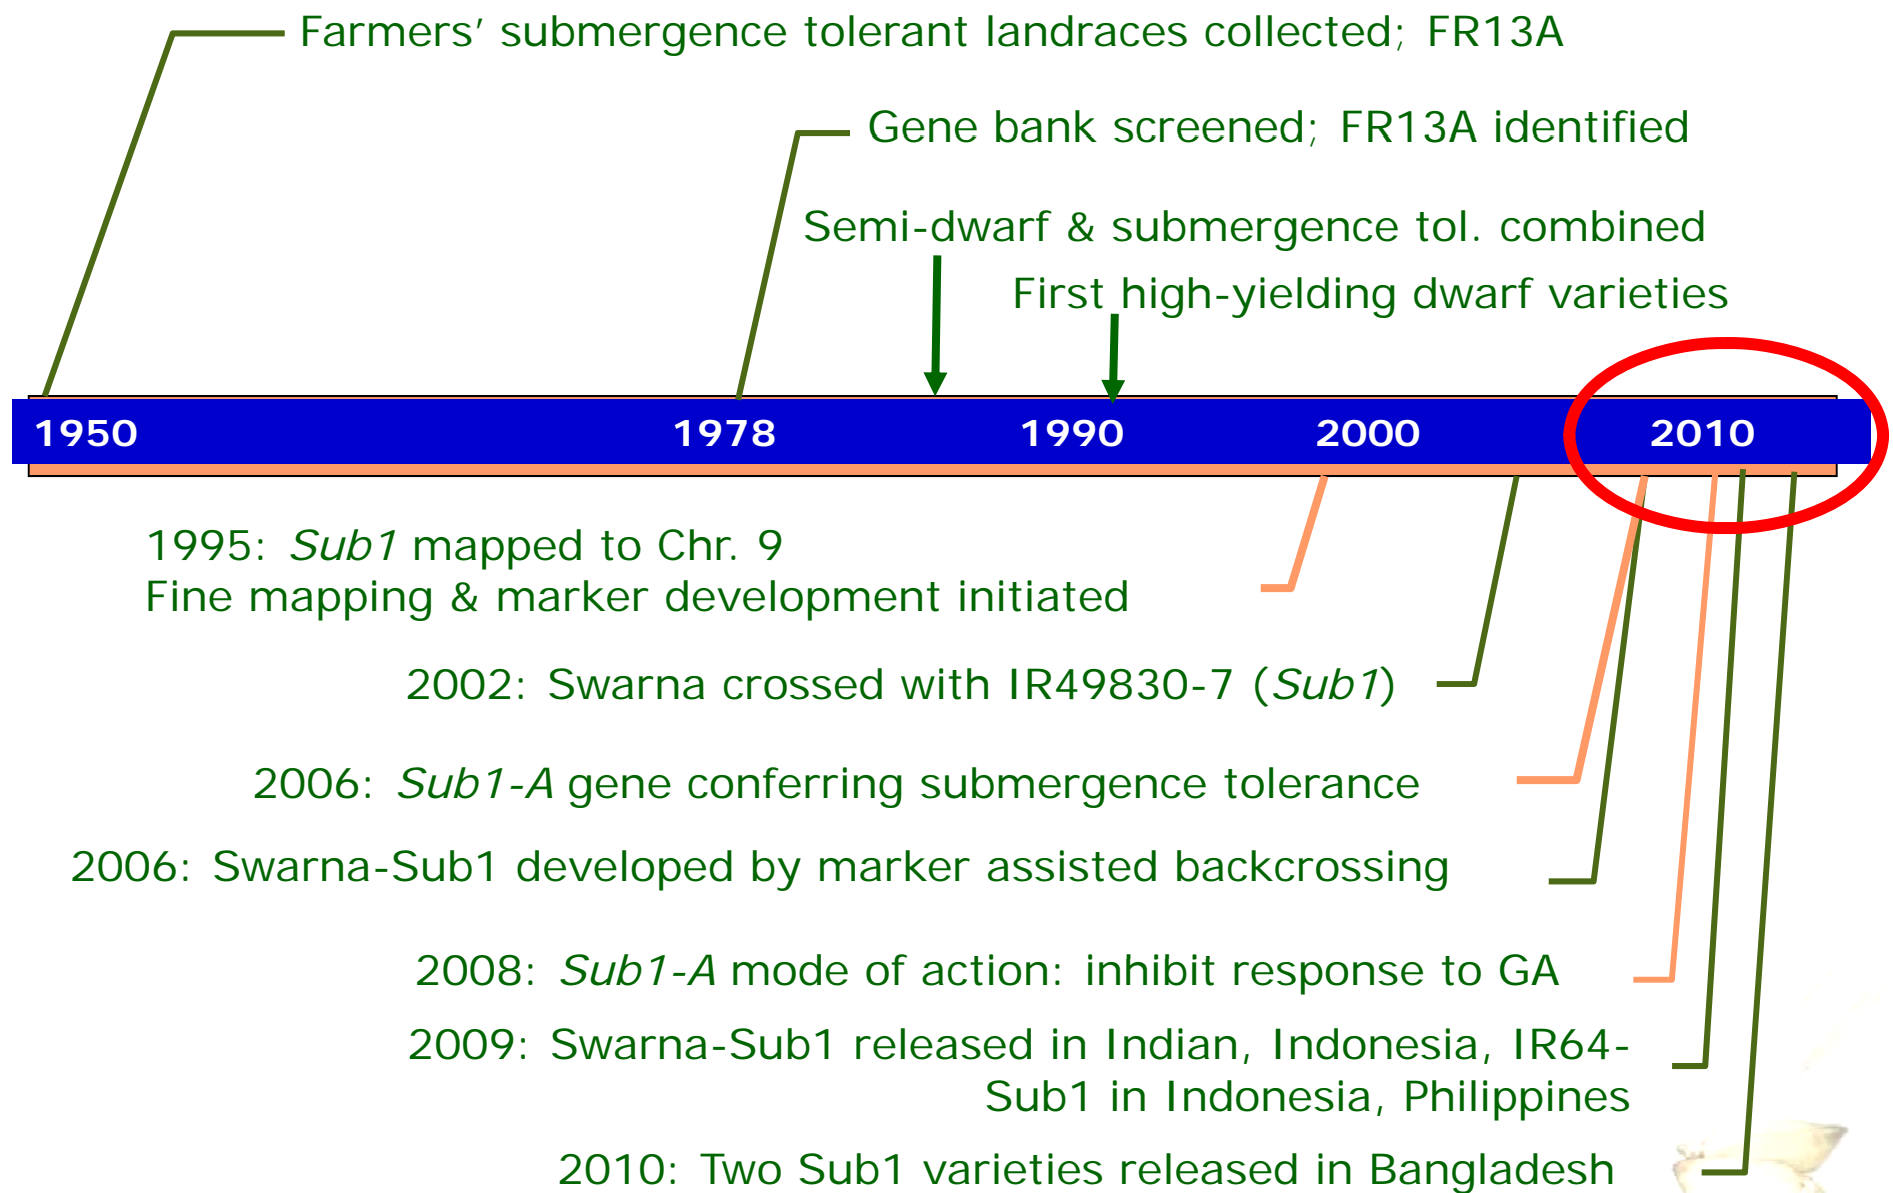 Farmers' submergence tolerant landraces collected; FR13A
Gene bank screened; FR13A identified
Semi-dwarf & submergence tol. combined
First high-yielding dwarf varieties
1950 1978 1990 2000 2010
1995: Sub1 mapped to Chr. 9
Fine mapping & marker development initiated
2002: Swarna crossed with IR49830-7 (Sub1)
2006: Sub1-A gene conferring submergence tolerance
2006: Swarna-Sub1 developed by marker assisted backcrossing
2008: Sub1-A mode of action: inhibit response to GA
2009: Swarna-Sub1 released in Indian, Indonesia, IR64-
Sub1 in Indonesia, Philippines
2010: Two Sub1 varieties released in Bangladesh